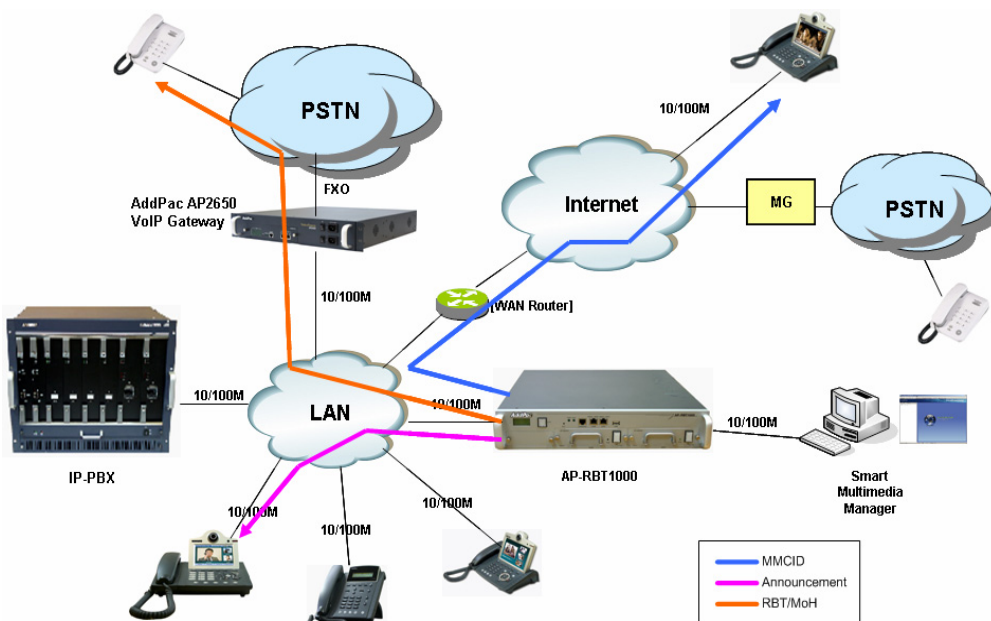 PSTN
10/100M
FXO
AddPac AP2650
VoIP Gateway
Internet
MG
PSTN
10/100M
[WAN Router]
10/100M
LAN
10/100M
10/100M
IP-PBX
AP-RBT1000
Smart
Multimedia
Manager
10/100M
10/100M
10/100M
MMCID
Announcement
RBT/MoH